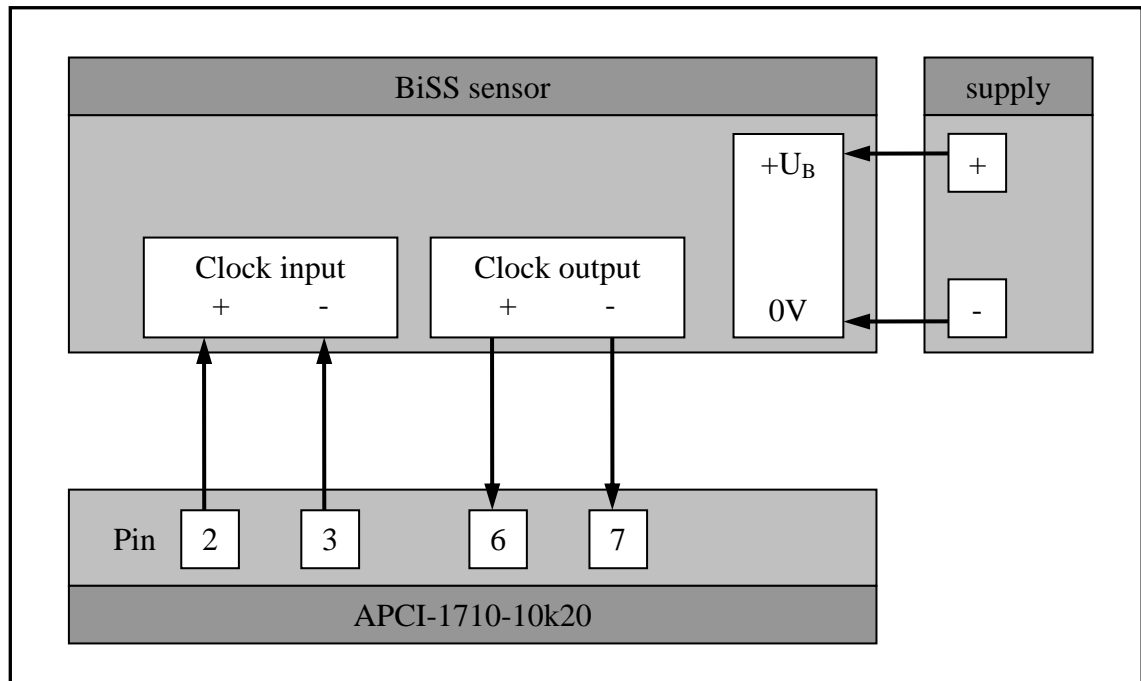 BiSS sensor
supply
+U_B
+
Clock input
+ -
Clock output
+ -
0V
-
Pin 2 3 6 7
APCI-1710-10k20